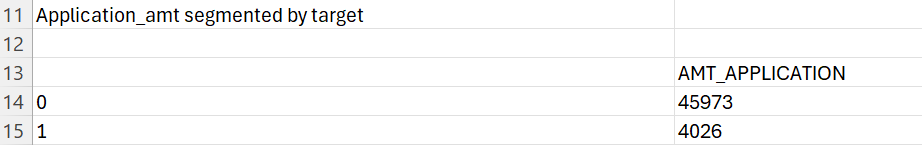 11 Application_amt segmented by target
12
13 AMT_APPLICATION
14 0 45973
15 1 4026